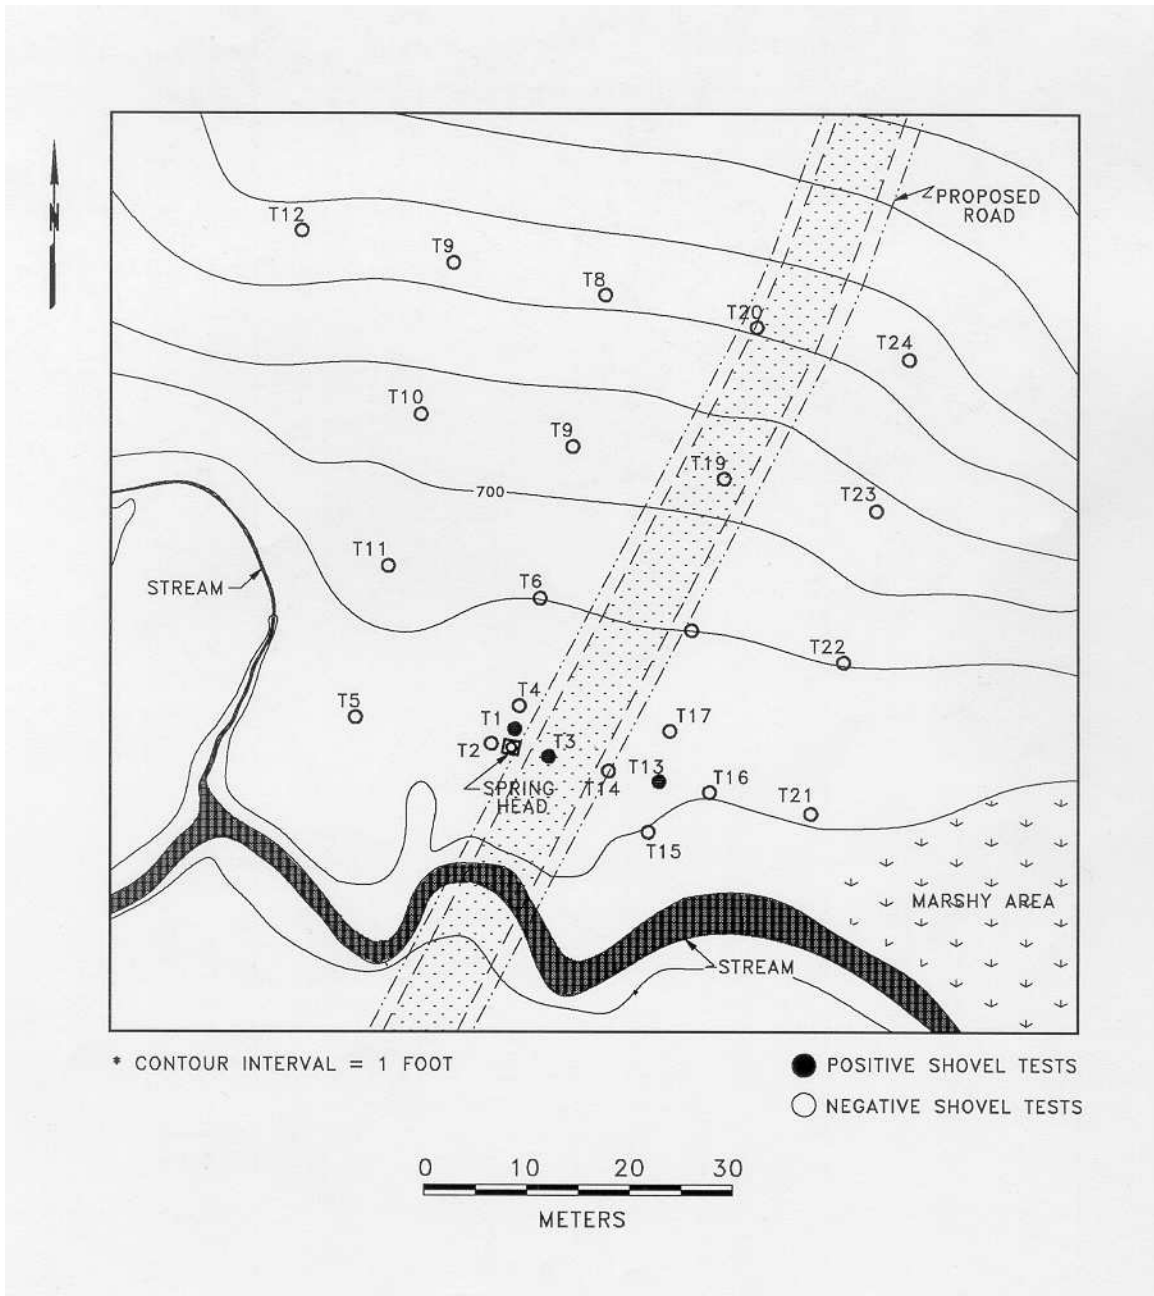 T12
T9
T8
PROPOSED
ROAD
N
T20
T24
T10
T9
T19
700
T23
T11
STREAM
T6
T22
T5
T4
T1
T17
T2
T3
T13
SPRING
HEAD
T14
T16
T21
T15
MARSHY AREA
STREAM
* CONTOUR INTERVAL = 1 FOOT
POSITIVE SHOVEL TESTS
NEGATIVE SHOVEL TESTS
0 10 20 30
METERS